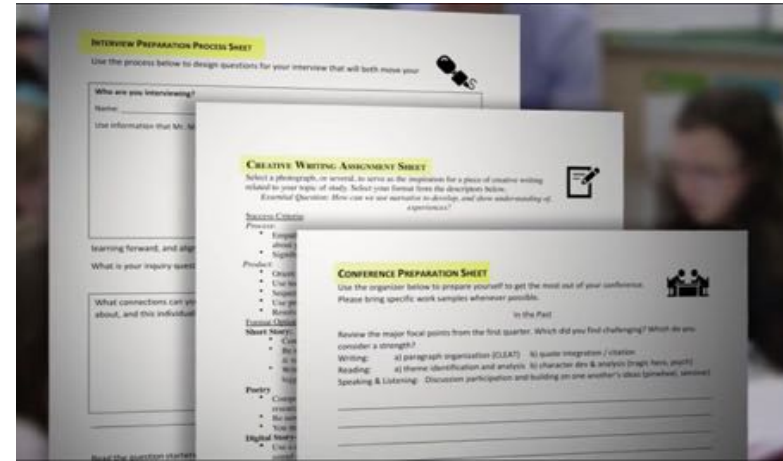 INTERVIEW PREPARATION PROCESS SHEET
Use the process below to design questions for your interview that will both move your
Who are you interviewing?
Name:
Use information that Mr.
learning forward, and
What is your inquiry
What connections can
about, and this individual
Read the question
CREATIVE WRITING ASSIGNMENT SHEET
Select a photograph, or several, to serve as the inspiration for a piece of creative writing
related to your topic of study. Select your format from the descriptors below.
Essential Question: How can we use narrative to develop, and show understanding of,
experiences?
Success Criteria
Process:
about
Product:
Format
Short Story:
Poetry
Digital Story
CONFERENCE PREPARATION SHEET
Use the organizer below to prepare yourself to get the most out of your conference.
Please bring specific work samples whenever possible.
In the Past
Review the major focal points from the first quarter. Which did you find challenging? Which do you
consider a strength?
Writing: a) paragraph organization (CLEAT) b) quote integration / citation
Reading: a) theme identification and analysis b) character dev & analysis (tragic hero, psych)
Speaking & Listening: Discussion participation and building on one another's ideas (pinwheel, seminar)